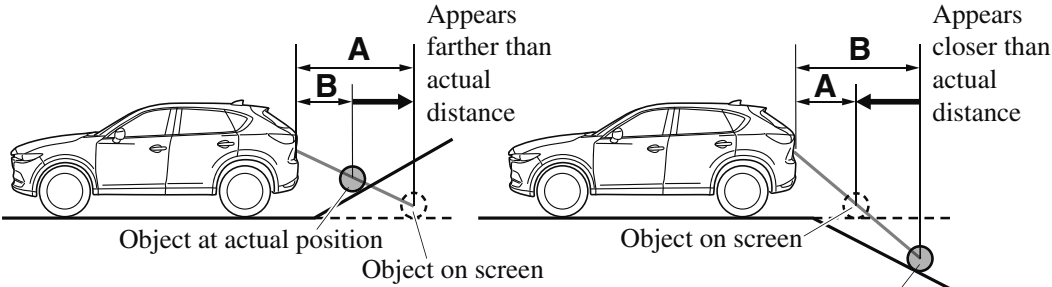 Appears
farther than
actual
distance
A
B
Object at actual position
Object on screen
Appears
closer than
actual
distance
B
A
Object on screen